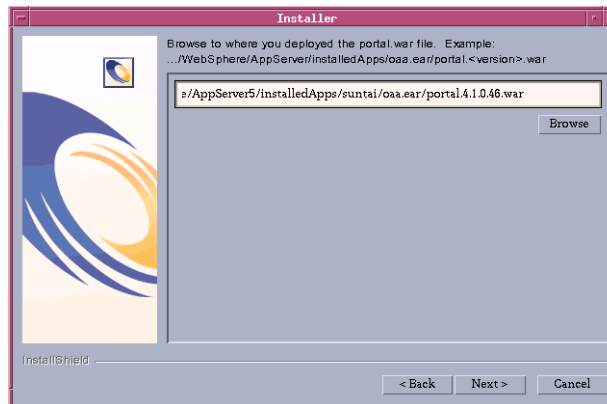 Installer
Browse to where you deployed the portal.war file. Example:
.../WebSphere/AppServer/installedApps/oaa.ear/portal.<version>.war
e/AppServer5/installedApps/suntai/oaa.ear/portal.4.1.0.46.war
Browse
InstallShield
< Back Next > Cancel